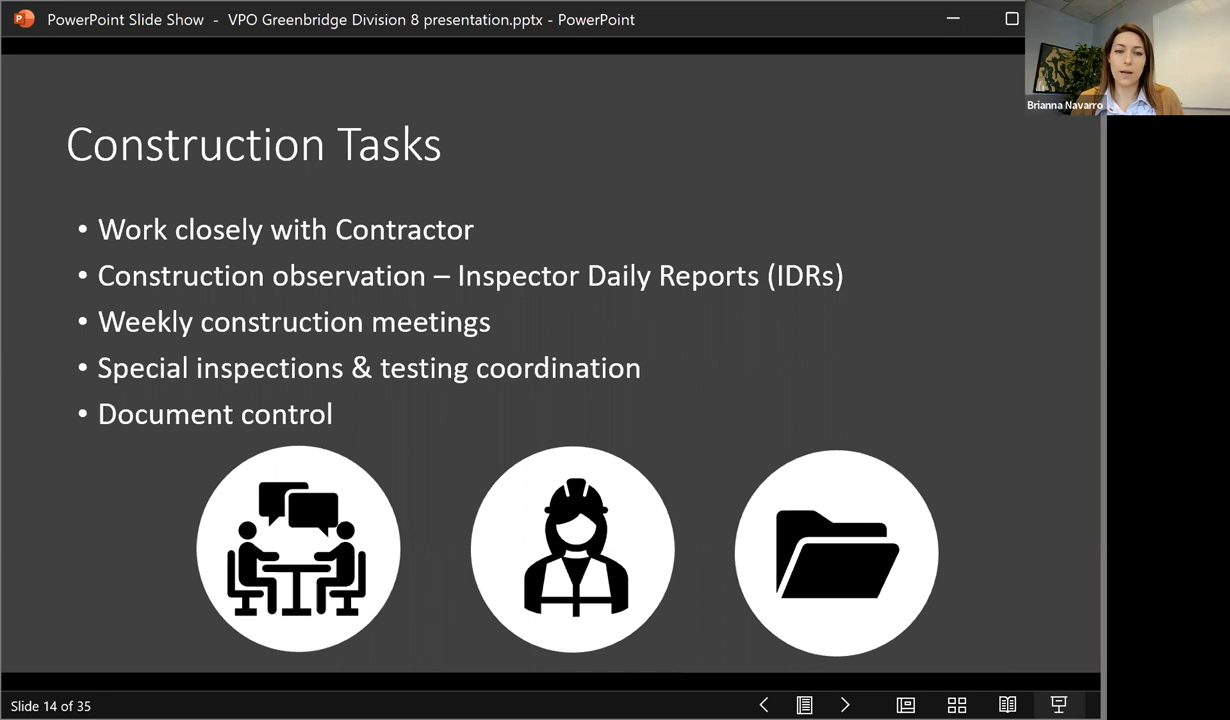 PowerPoint Slide Show - VPO Greenbridge Division 8 presentation.pptx - PowerPoint
Brianna Navarro
Construction Tasks
• Work closely with Contractor
• Construction observation – Inspector Daily Reports (IDRs)
• Weekly construction meetings
• Special inspections & testing coordination
• Document control
Slide 14 of 35